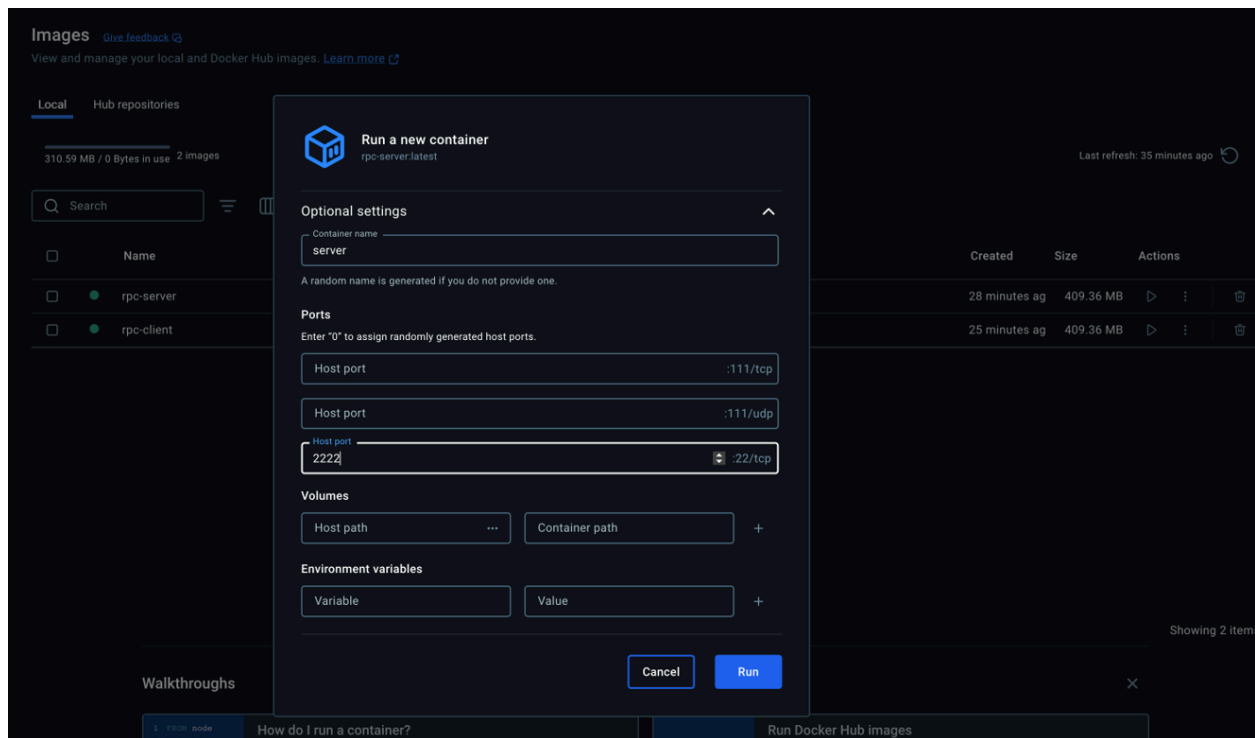 Images Give feedback
View and manage your local and Docker Hub images. Learn more
Local Hub repositories
310.59 MB / 0 Bytes in use 2 images
Last refresh: 35 minutes ago
Search
Name Created Size Actions
rpc-server 28 minutes ag 409.36 MB
rpc-client 25 minutes ag 409.36 MB
Run a new container
rpc-server:latest
Optional settings
Container name
server
A random name is generated if you do not provide one.
Ports
Enter "0" to assign randomly generated host ports.
Host port :111/tcp
Host port :111/udp
Host port
2222 :22/tcp
Volumes
Host path ··· Container path +
Environment variables
Variable Value +
Cancel Run
Showing 2 item
Walkthroughs
1 FROM node
How do I run a container?
Run Docker Hub images